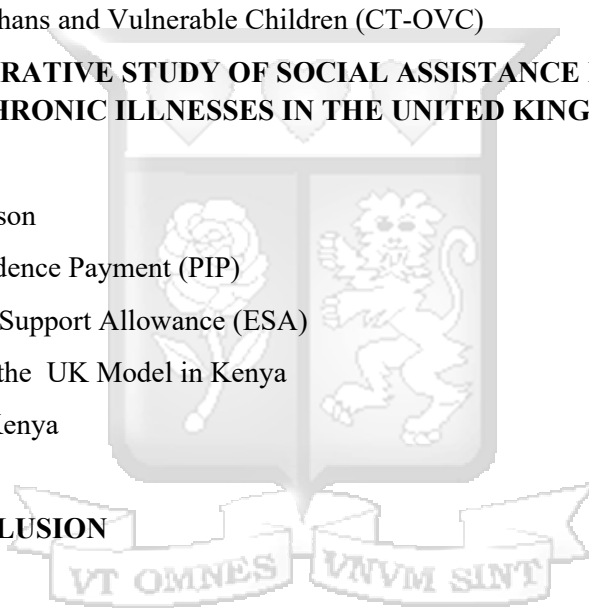 hans and Vulnerable Children (CT-OVC)
RATIVE STUDY OF SOCIAL ASSISTANCE
HRONIC ILLNESSES IN THE UNITED KING
son
dence Payment (PIP)
Support Allowance (ESA)
the UK Model in Kenya
Kenya
LUSION
VT OMNES VNVM SINT